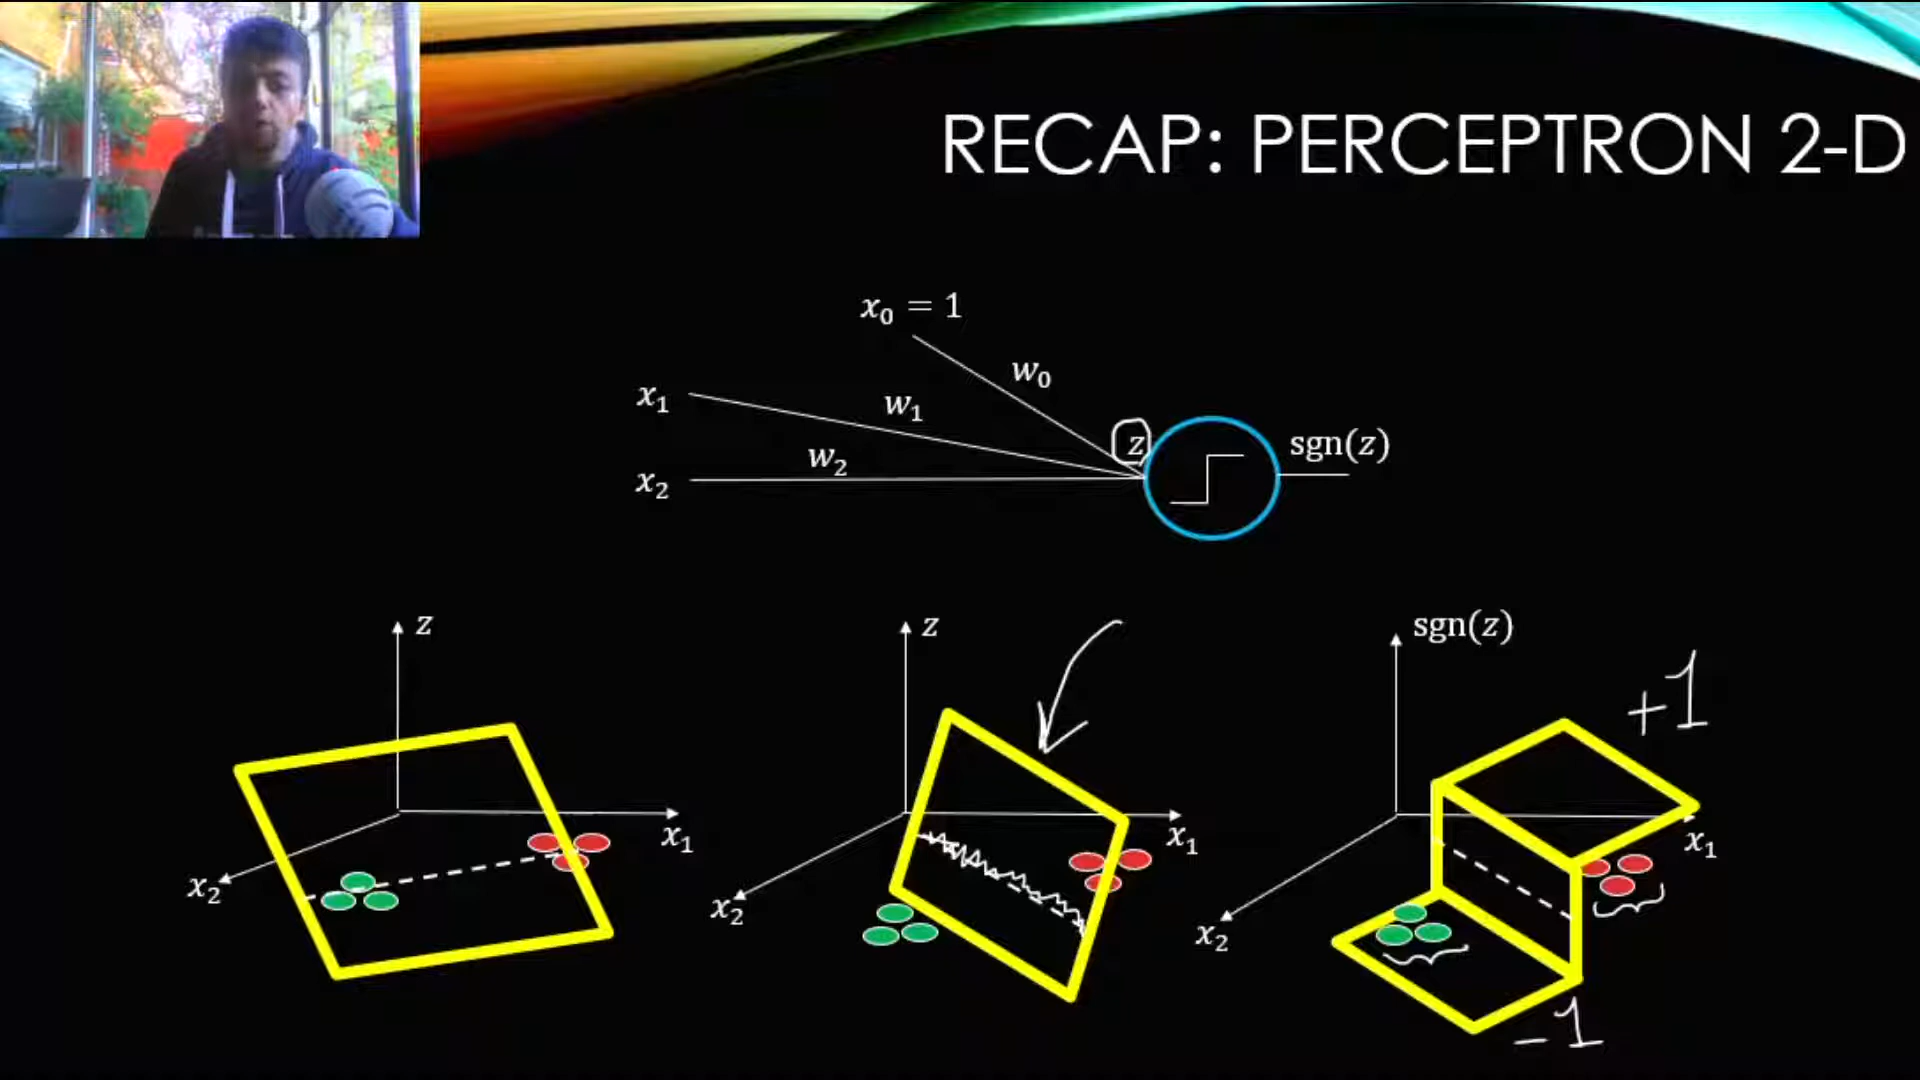 RECAP: PERCEPTRON 2-D
x₀ = 1
w₀
x₁
w₁
z
sgn(z)
w₂
x₂
z
x₁
x₂
z
x₁
x₂
sgn(z)
+1
x₁
x₂
-1